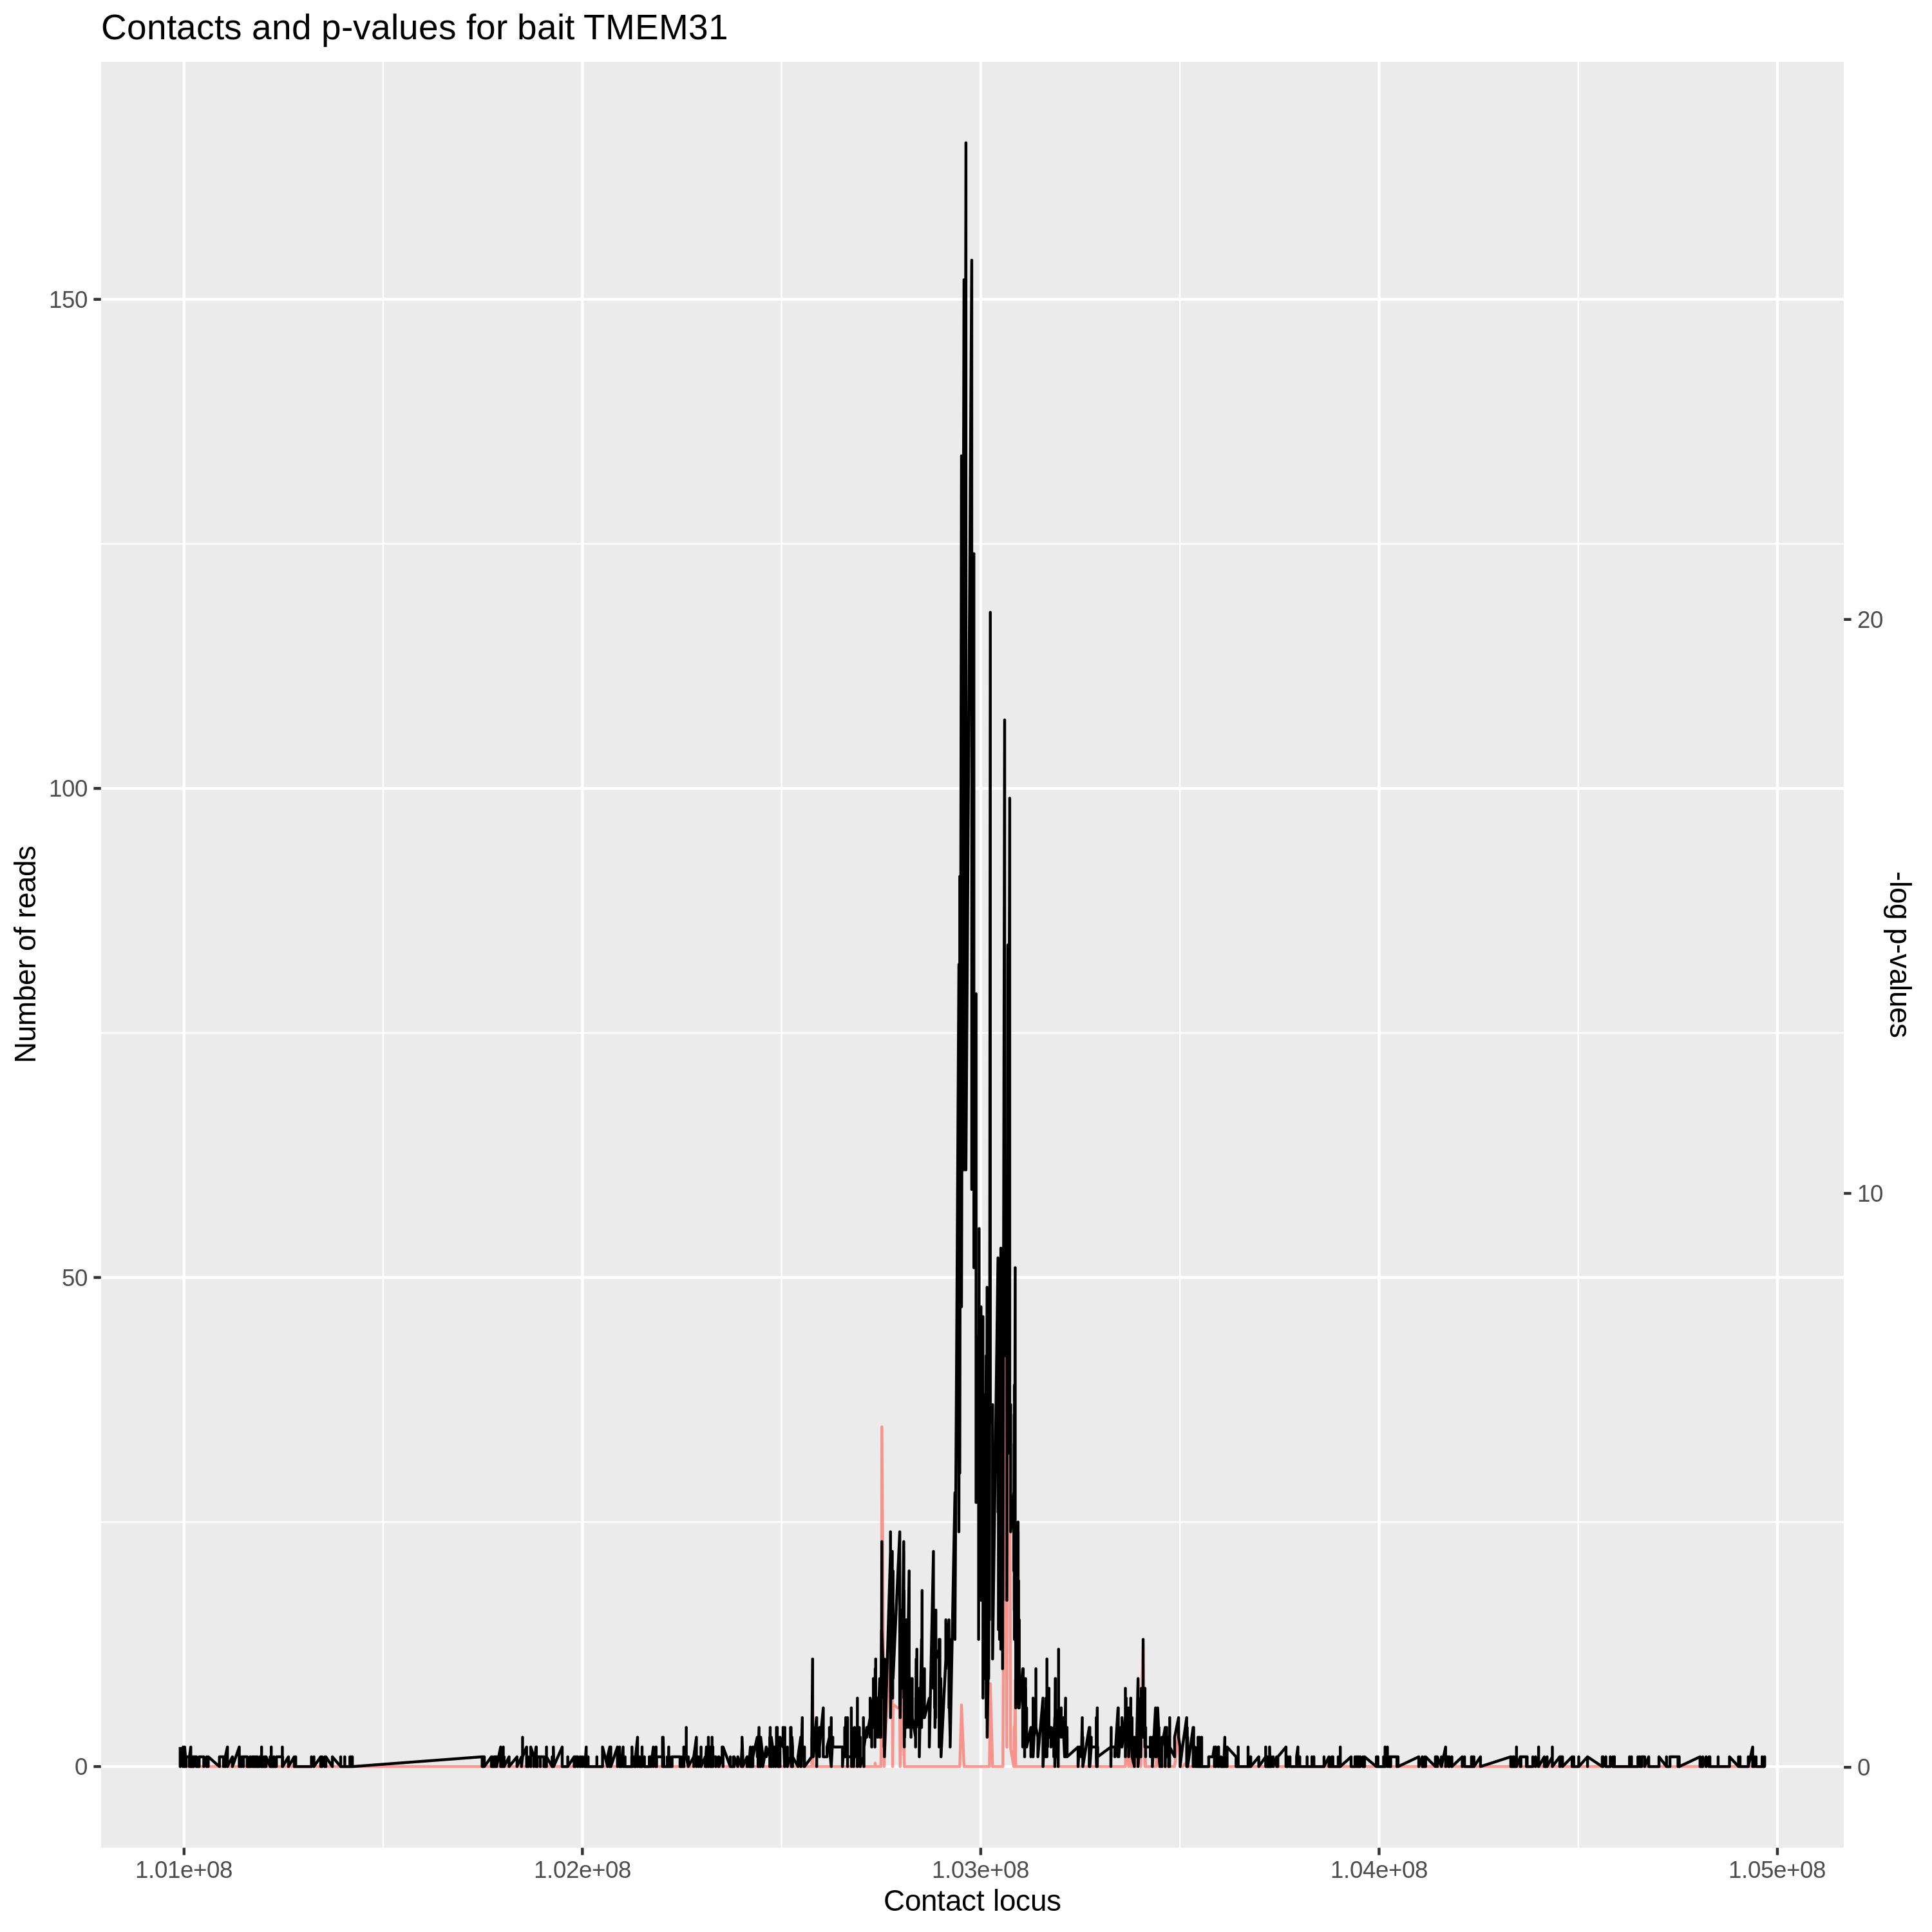 Contacts and p-values for bait TMEM31
Number of reads
150
100
50
0
20
10
0
-log p-values
1.01e+08
1.02e+08
1.03e+08
1.04e+08
1.05e+08
Contact locus